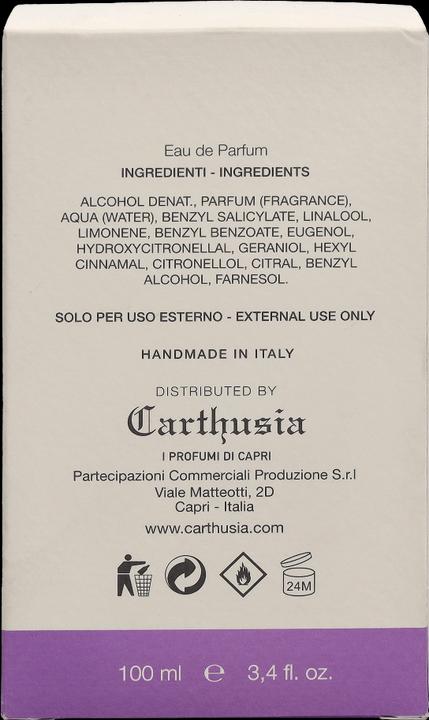 Eau de Parfum
INGREDIENTI - INGREDIENTS
ALCOHOL DENAT., PARFUM (FRAGRANCE),
AQUA (WATER), BENZYL SALICYLATE, LINALOOL,
LIMONENE, BENZYL BENZOATE, EUGENOL,
HYDROXYCITRONELLAL, GERANIOL, HEXYL
CINNAMAL, CITRONELLOL, CITRAL, BENZYL
ALCOHOL, FARNESOL.
SOLO PER USO ESTERNO - EXTERNAL USE ONLY
HANDMADE IN ITALY
DISTRIBUTED BY
Carthusia
I PROFUMI DI CAPRI
Partecipazioni Commerciali Produzione S.r.l
Viale Matteotti, 2D
Capri - Italia
www.carthusia.com
24M
100 ml ℮ 3,4 fl. oz.